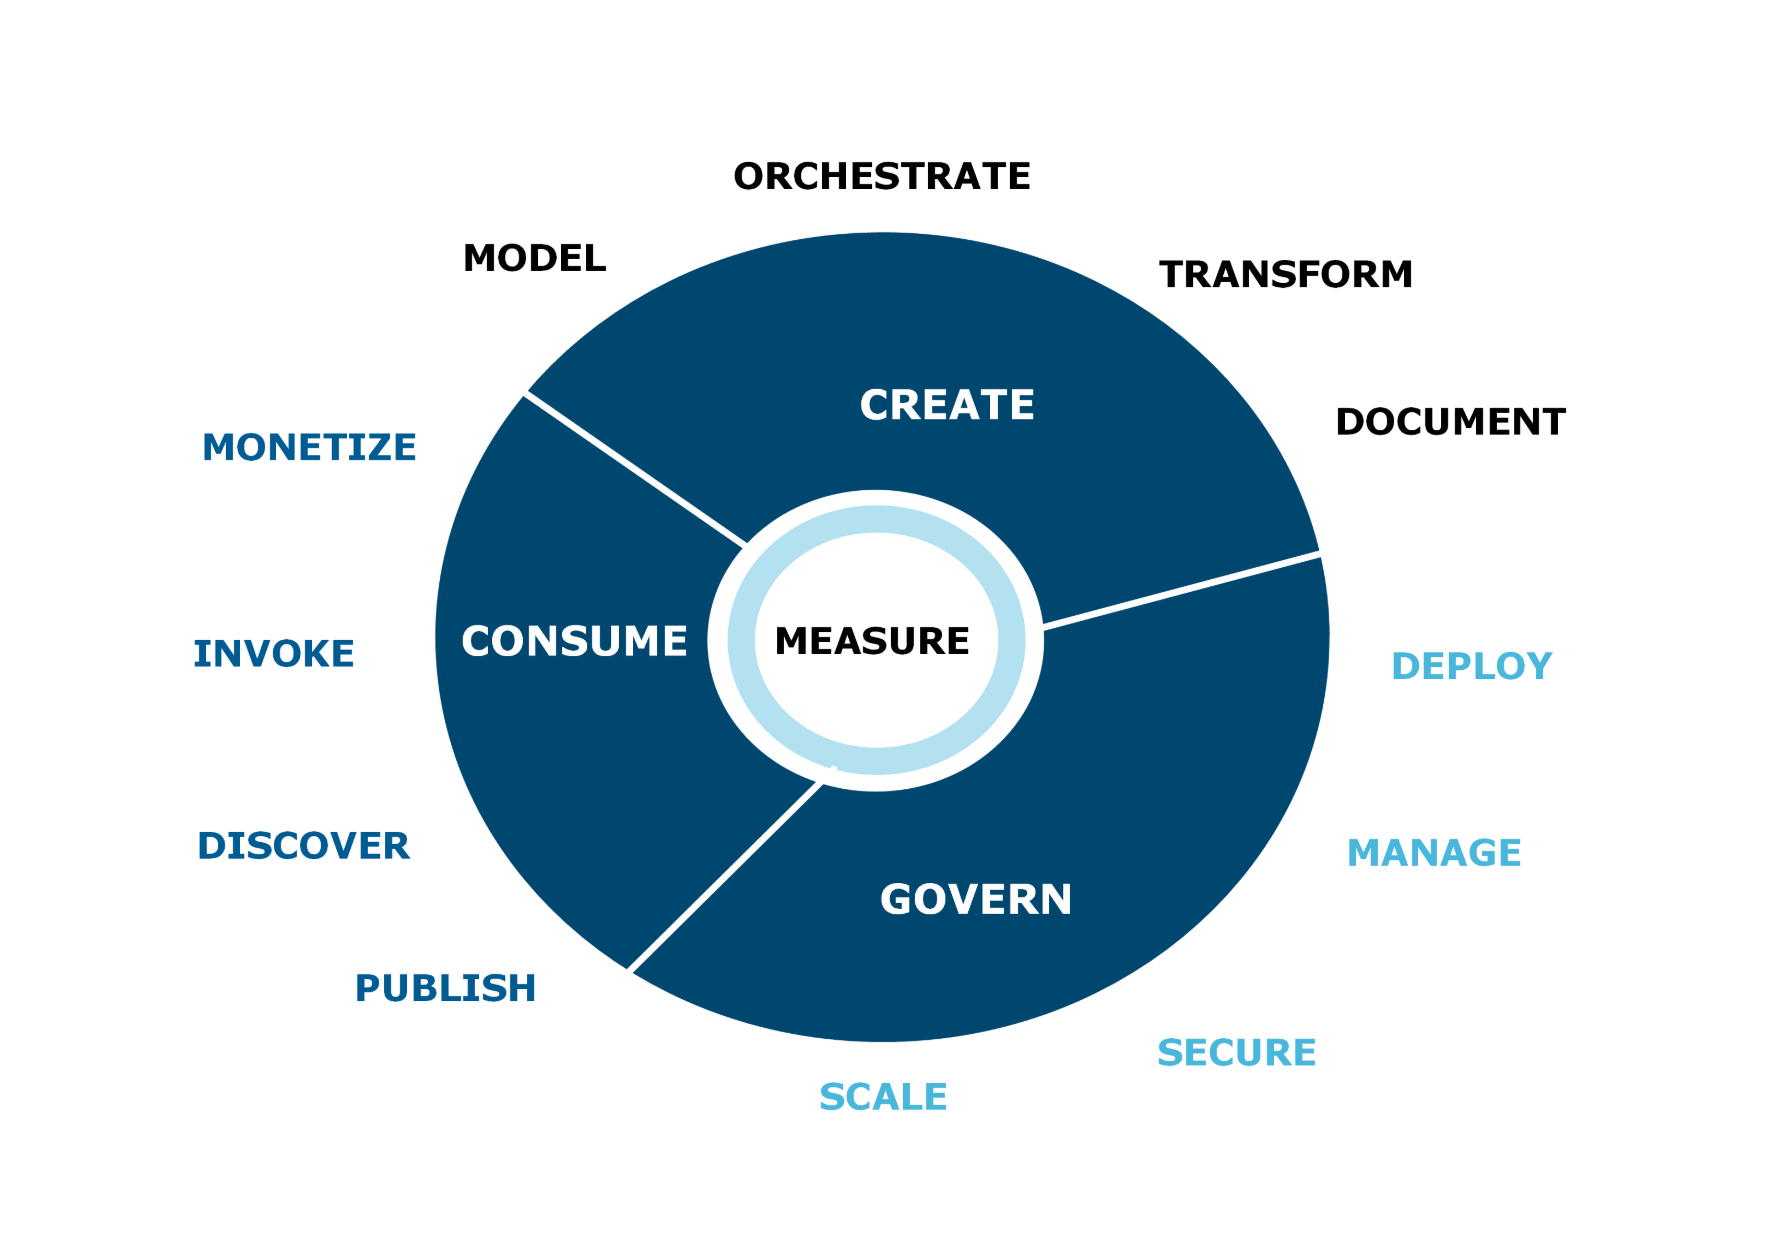 ORCHESTRATE
MODEL
TRANSFORM
CREATE
DOCUMENT
MONETIZE
CONSUME
MEASURE
INVOKE
DEPLOY
DISCOVER
MANAGE
GOVERN
PUBLISH
SECURE
SCALE